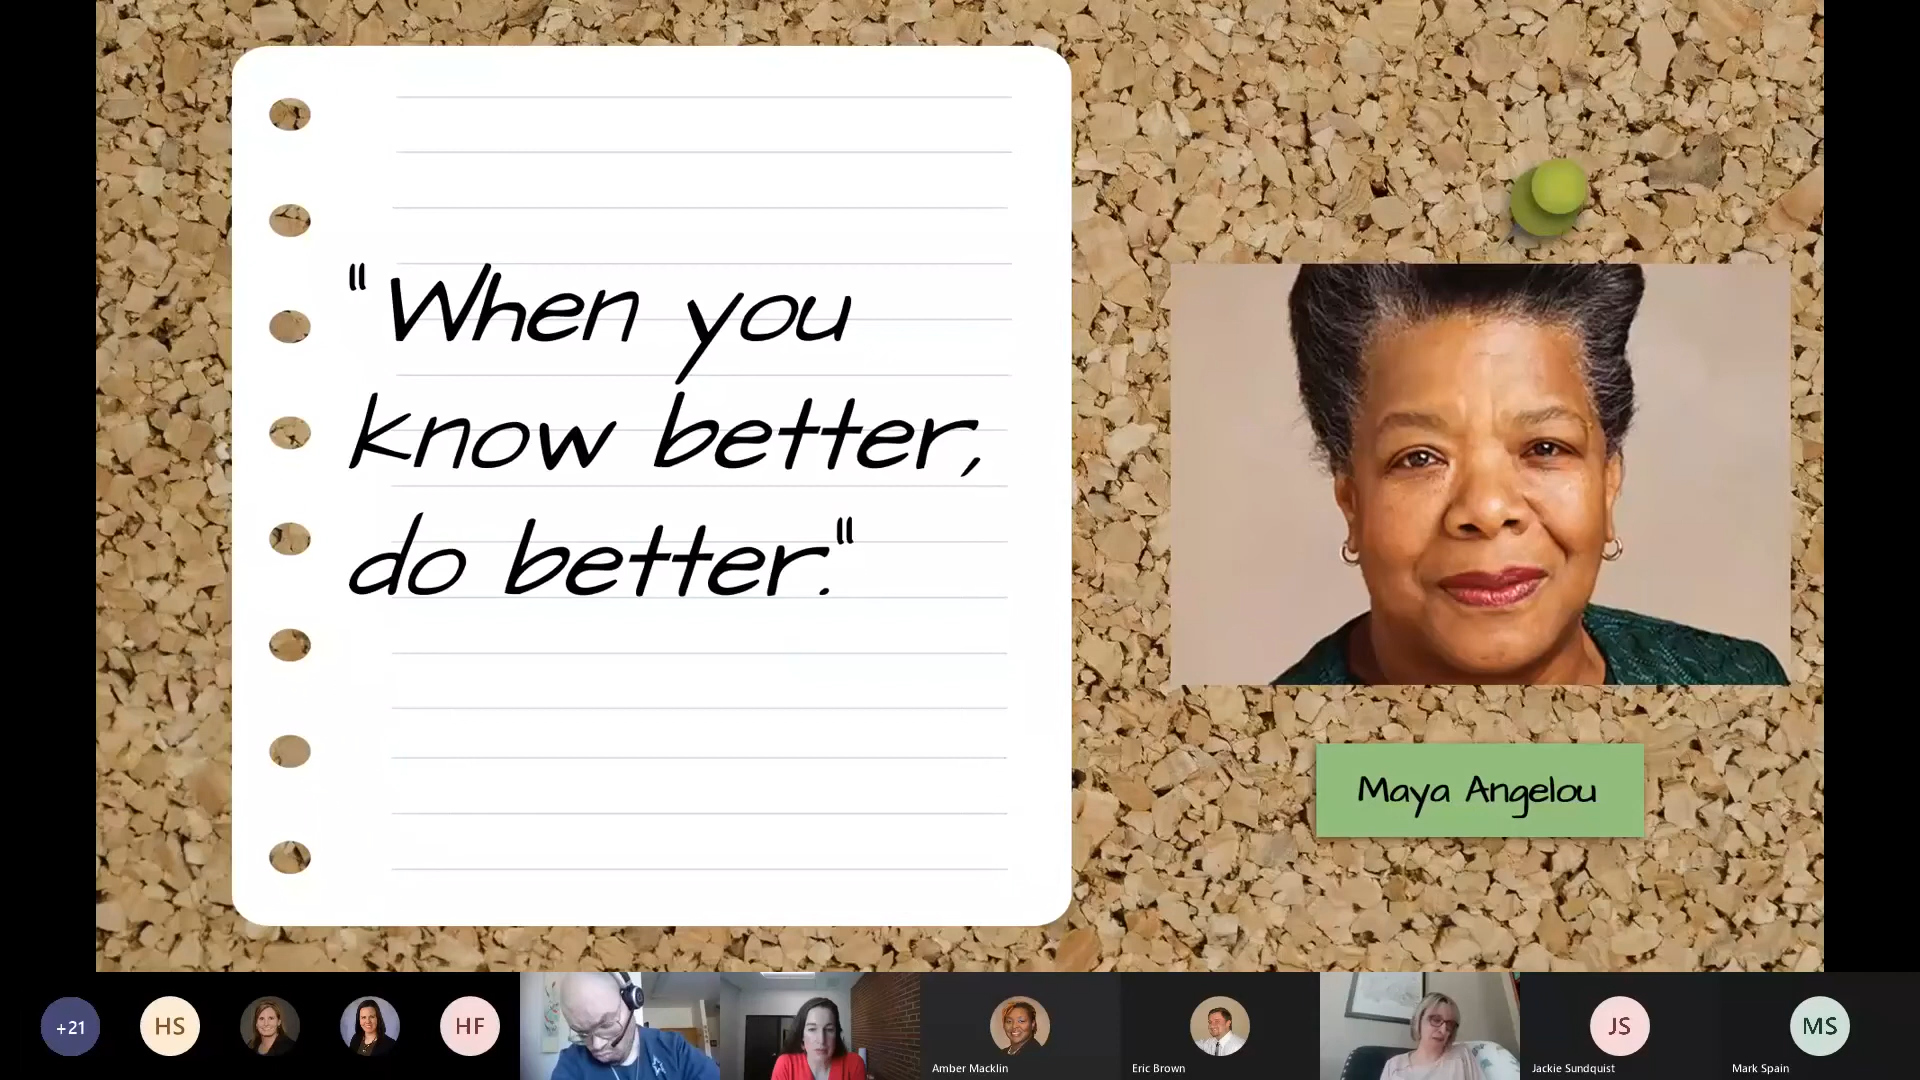 "When you
know better,
do better."
Maya Angelou
+21
HS
HF
Amber Macklin
Eric Brown
JS
Jackie Sundquist
MS
Mark Spain